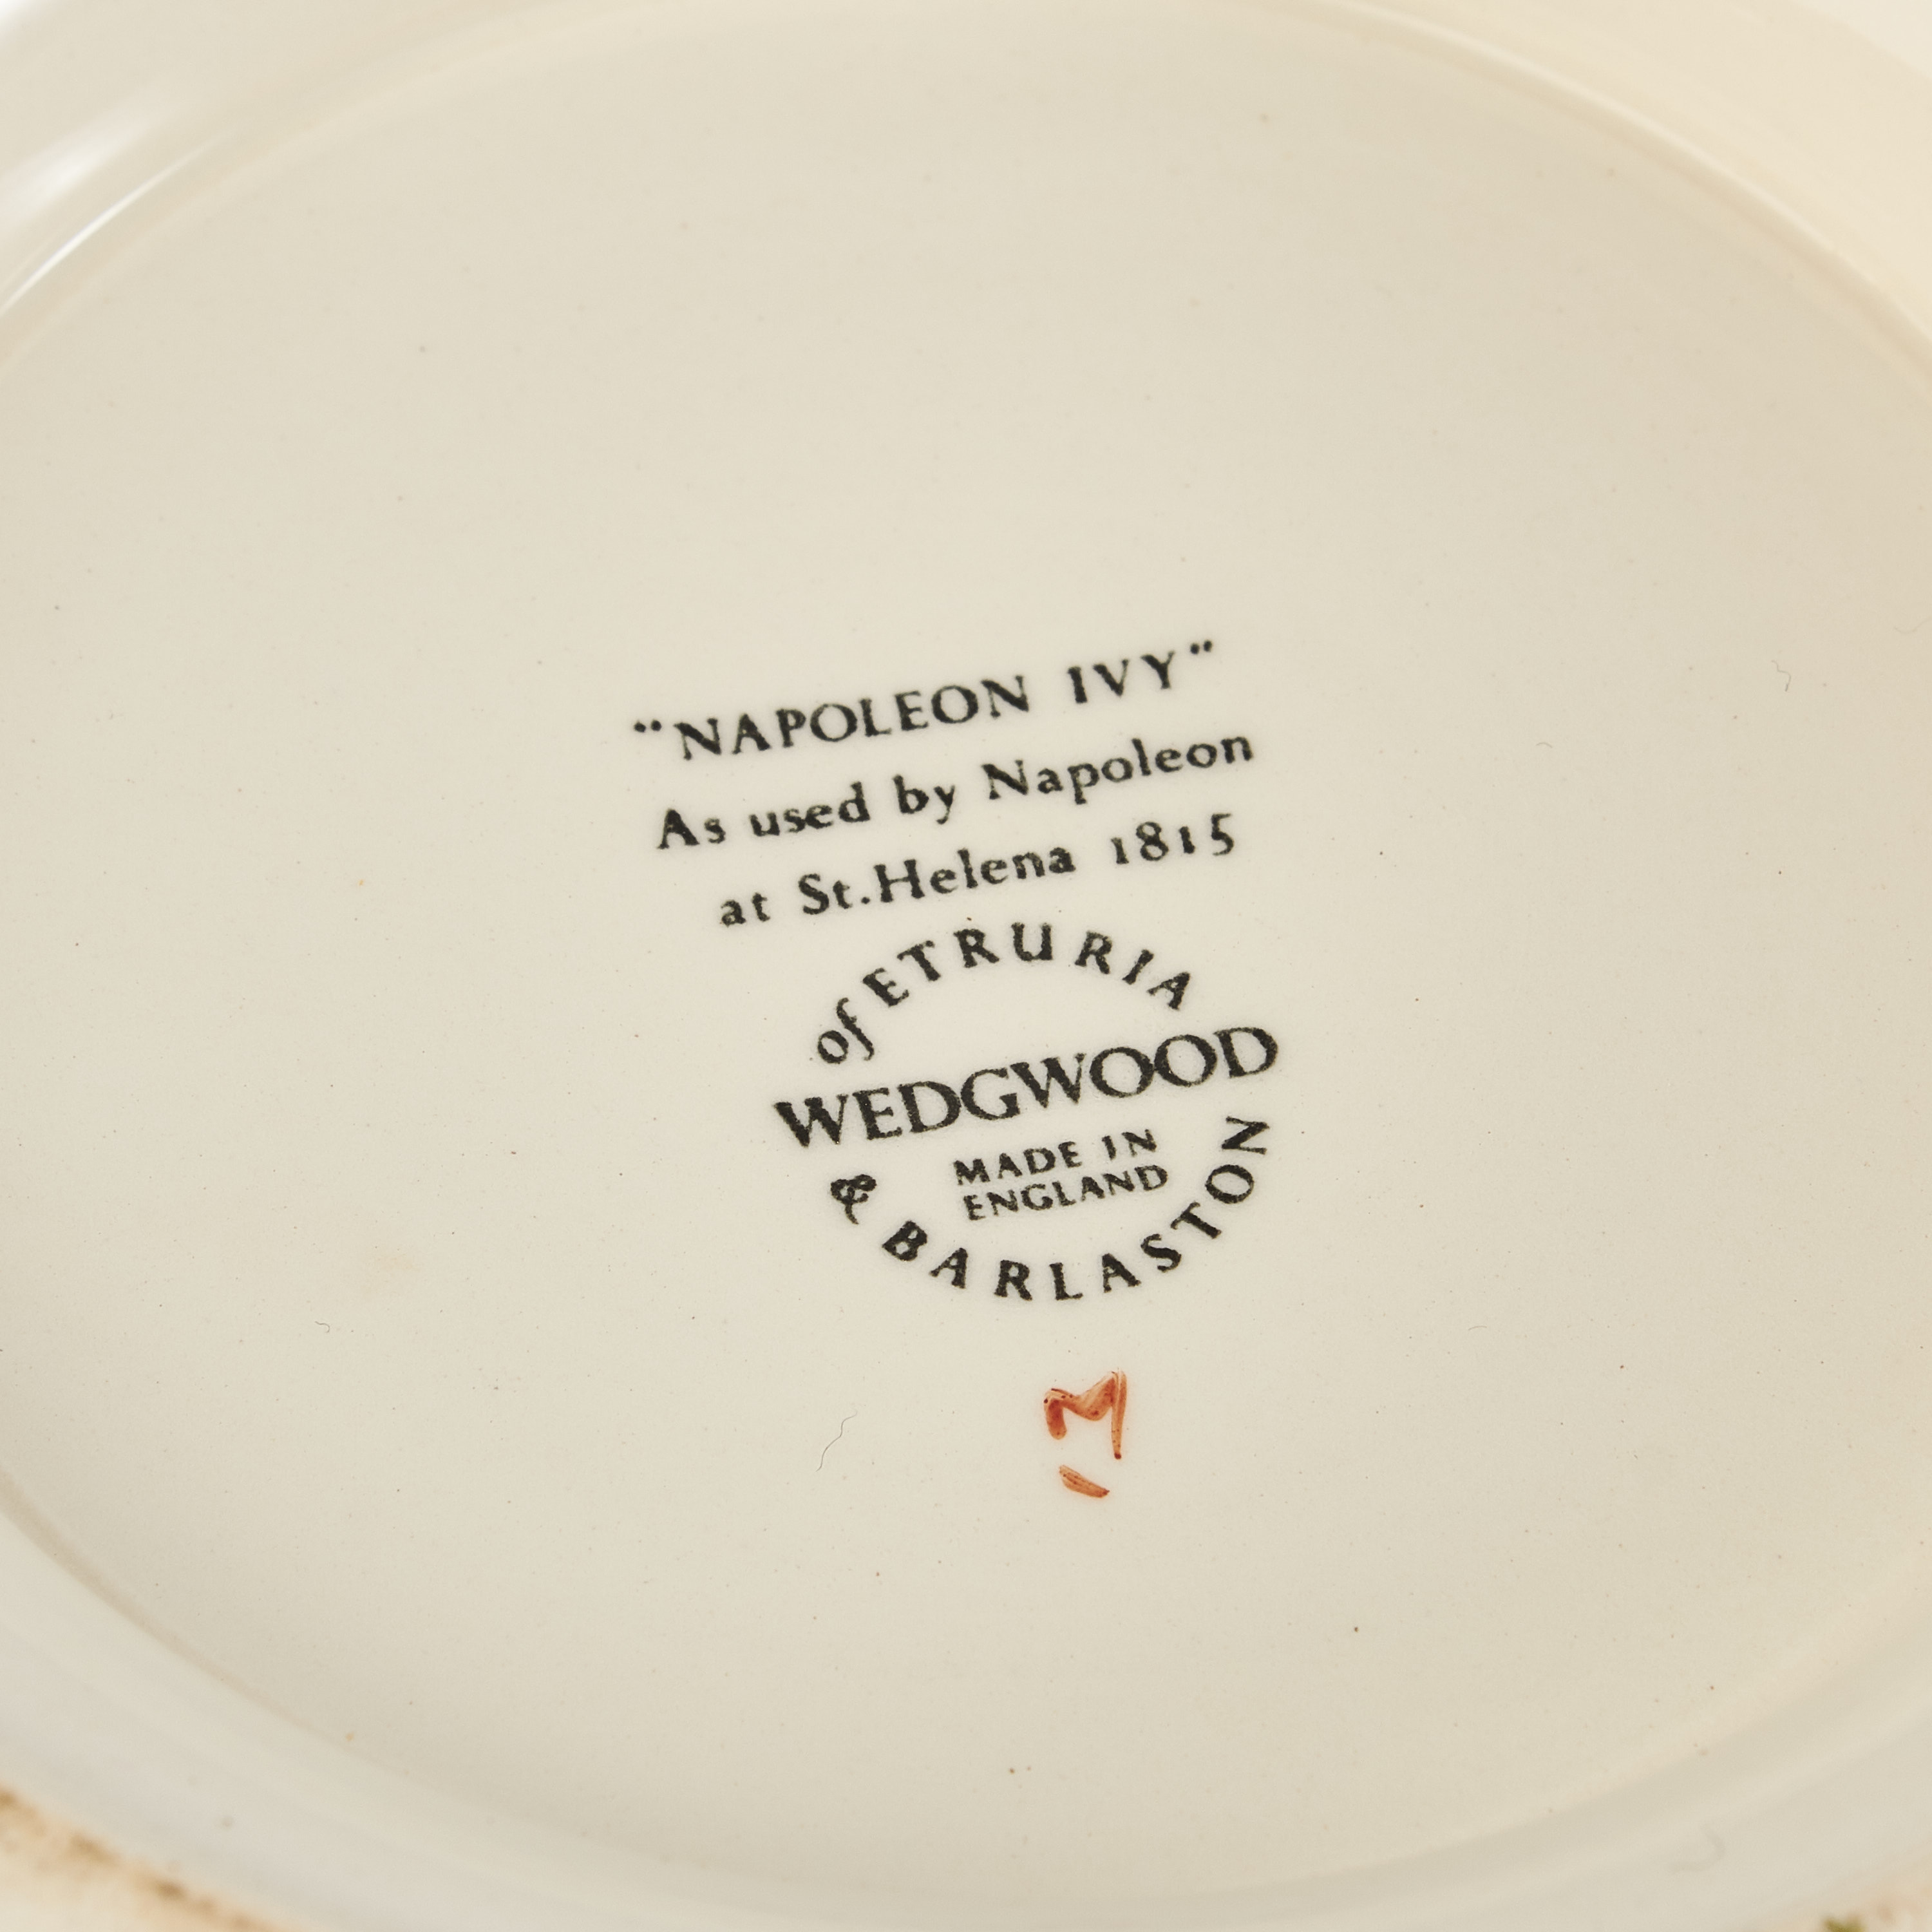 "NAPOLEON IVY"
As used by Napoleon
at St.Helena 1815
of ETRURIA
WEDGWOOD
MADE IN
ENGLAND
& BARLASTON
M